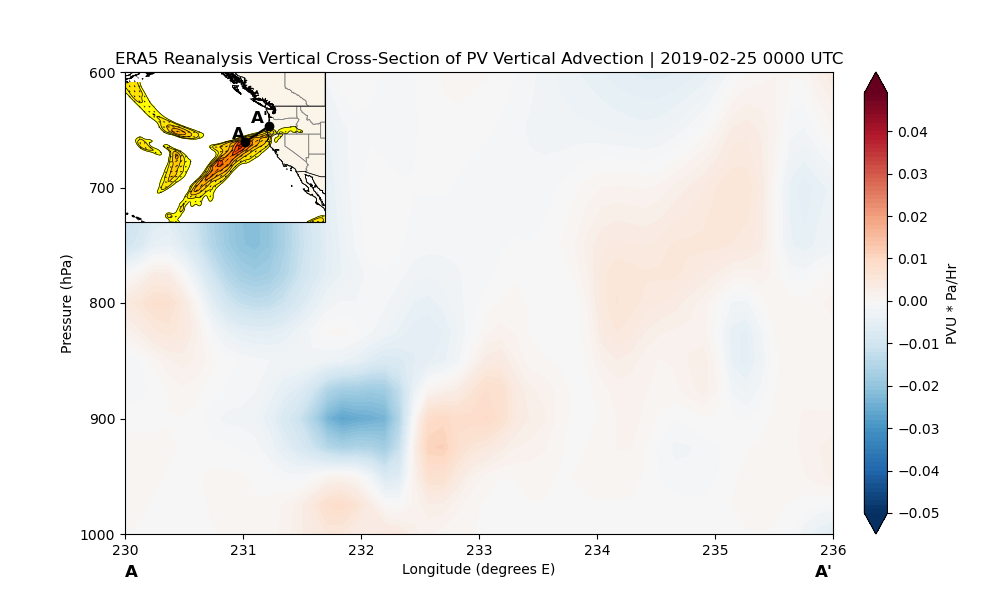 ERA5 Reanalysis Vertical Cross-Section of PV Vertical Advection | 2019-02-25 0000 UTC
600
700
800
900
1000
Pressure (hPa)
A
A'
230
231
232
233
234
235
236
Longitude (degrees E)
A
A'
0.04
0.03
0.02
0.01
0.00
−0.01
−0.02
−0.03
−0.04
−0.05
PVU * Pa/Hr